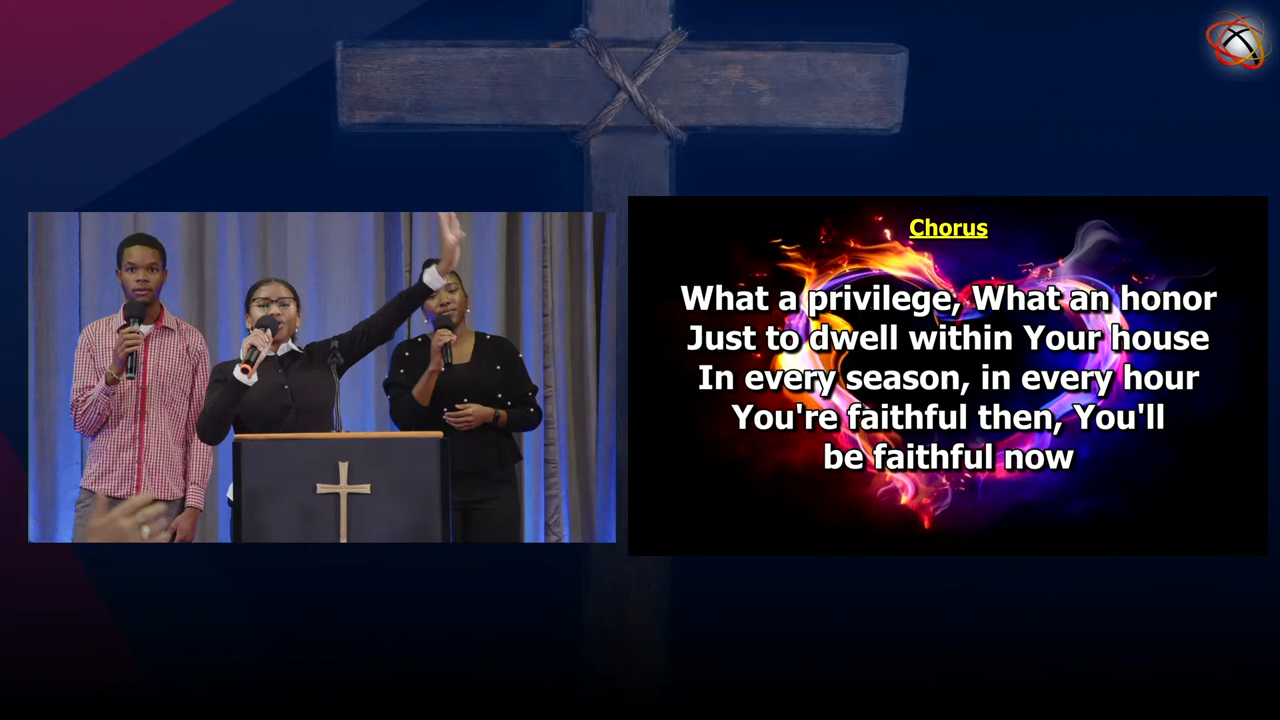 Chorus
What a privilege, What an honor
Just to dwell within Your house
In every season, in every hour
You're faithful then, You'll
be faithful now